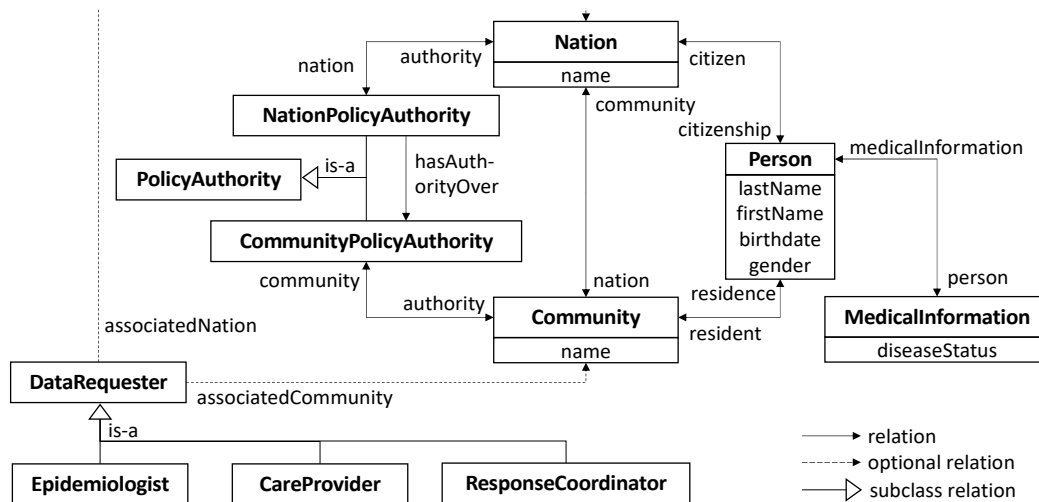 Nation
name
authority
citizen
nation
community
NationPolicyAuthority
citizenship
medicalInformation
PolicyAuthority
is-a
hasAuth-
orityOver
Person
lastName
firstName
birthdate
gender
CommunityPolicyAuthority
community
nation
residence
person
authority
Community
name
resident
MedicalInformation
diseaseStatus
associatedNation
DataRequester
associatedCommunity
is-a
Epidemiologist
CareProvider
ResponseCoordinator
relation
optional relation
subclass relation